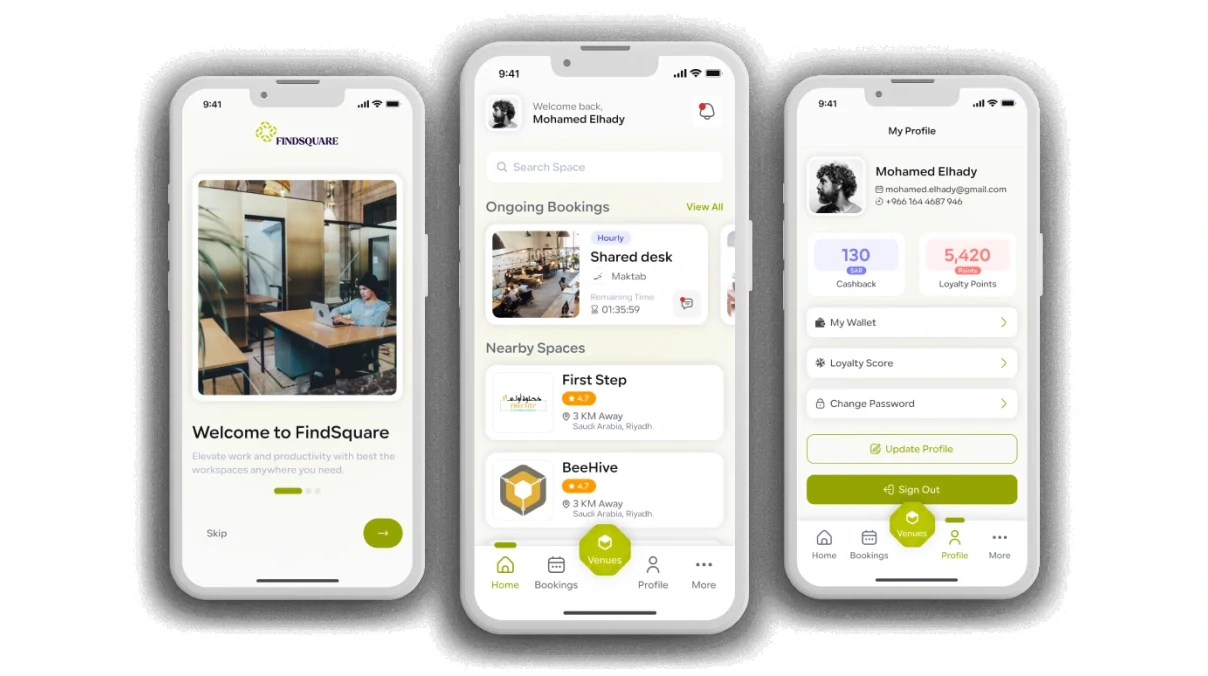 9:41
FINDSQUARE
Welcome to FindSquare
Elevate work and productivity with best the
workspaces anywhere you need.
Skip
9:41
Welcome back,
Mohamed Elhady
Search Space
Ongoing Bookings
View All
Hourly
Shared desk
Maktab
Remaining Time
01:35:59
Nearby Spaces
First Step
4.7
3 KM Away
Saudi Arabia, Riyadh.
BeeHive
4.7
3 KM Away
Saudi Arabia, Riyadh.
Home
Bookings
Venues
Profile
More
9:41
My Profile
Mohamed Elhady
mohamed.elhady@gmail.com
+966 164 4687 946
130
SAR
Cashback
5,420
Points
Loyalty Points
My Wallet
Loyalty Score
Change Password
Update Profile
Sign Out
Home
Bookings
Venues
Profile
More